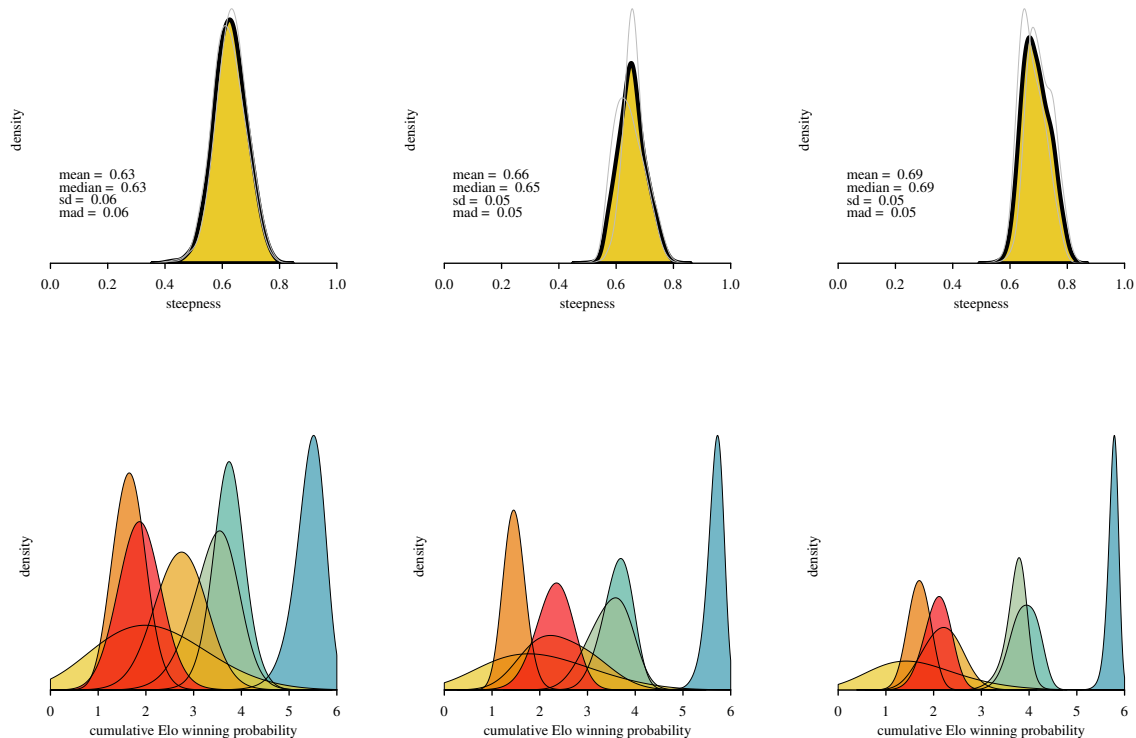 density
mean = 0.63
median = 0.63
sd = 0.06
mad = 0.06
0.0 0.2 0.4 0.6 0.8 1.0
steepness
density
mean = 0.66
median = 0.65
sd = 0.05
mad = 0.05
0.0 0.2 0.4 0.6 0.8 1.0
steepness
density
mean = 0.69
median = 0.69
sd = 0.05
mad = 0.05
0.0 0.2 0.4 0.6 0.8 1.0
steepness
density
0 1 2 3 4 5 6
cumulative Elo winning probability
density
0 1 2 3 4 5 6
cumulative Elo winning probability
density
0 1 2 3 4 5 6
cumulative Elo winning probability